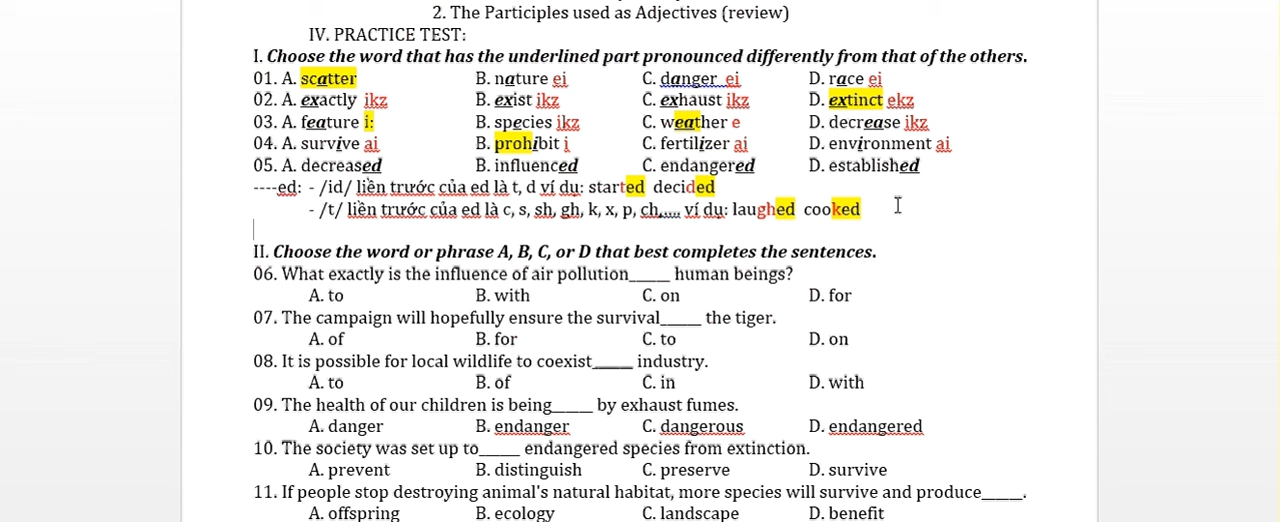 2. The Participles used as Adjectives (review)
IV. PRACTICE TEST:
I. Choose the word that has the underlined part pronounced differently from that of the others.
01. A. scatter B. nature ei C. danger ei D. race ei
02. A. exactly ikz B. exist ikz C. exhaust ikz D. extinct ekz
03. A. feature i: B. species ikz C. weather e D. decrease ikz
04. A. survive ai B. prohibit i C. fertilizer ai D. environment ai
05. A. decreased B. influenced C. endangered D. established
----ed: - /id/ liền trước của ed là t, d ví dụ: started decided
- /t/ liền trước của ed là c, s, sh, gh, k, x, p, ch,.... ví dụ: laughed cooked
II. Choose the word or phrase A, B, C, or D that best completes the sentences.
06. What exactly is the influence of air pollution_____ human beings?
A. to B. with C. on D. for
07. The campaign will hopefully ensure the survival_____ the tiger.
A. of B. for C. to D. on
08. It is possible for local wildlife to coexist_____ industry.
A. to B. of C. in D. with
09. The health of our children is being_____ by exhaust fumes.
A. danger B. endanger C. dangerous D. endangered
10. The society was set up to_____ endangered species from extinction.
A. prevent B. distinguish C. preserve D. survive
11. If people stop destroying animal's natural habitat, more species will survive and produce_____.
A. offspring B. ecology C. landscape D. benefit